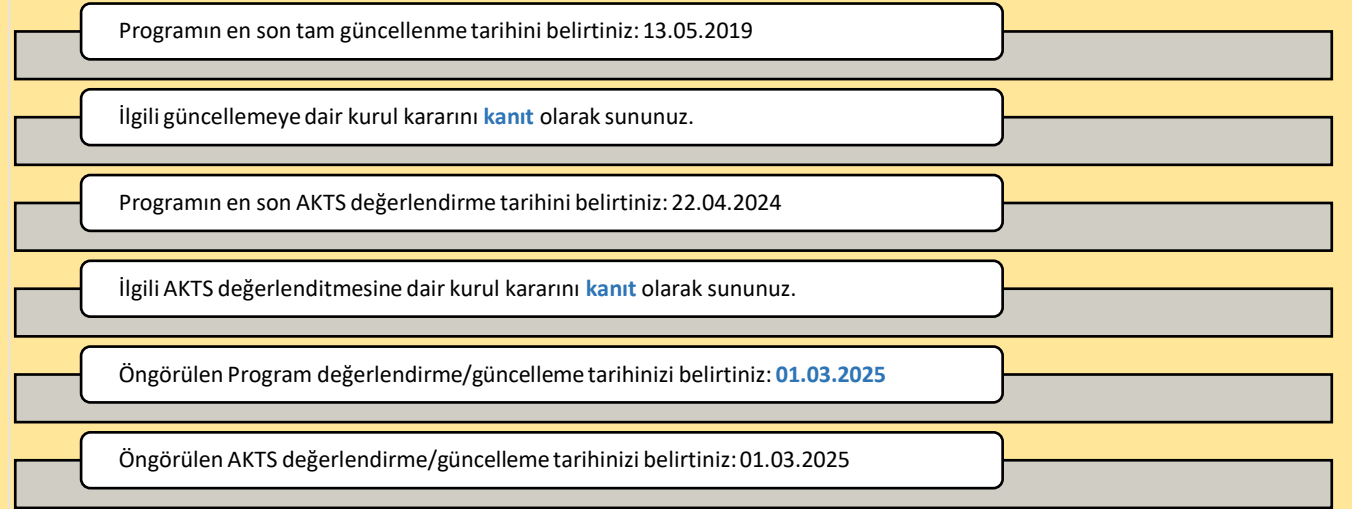 Programın en son tam güncellenme tarihini belirtiniz: 13.05.2019
İlgili güncellemeye dair kurul kararını kanıt olarak sununuz.
Programın en son AKTS değerlendirme tarihini belirtiniz: 22.04.2024
İlgili AKTS değerlenditmesine dair kurul kararını kanıt olarak sununuz.
Öngörülen Program değerlendirme/güncelleme tarihinizi belirtiniz: 01.03.2025
Öngörülen AKTS değerlendirme/güncelleme tarihinizi belirtiniz: 01.03.2025